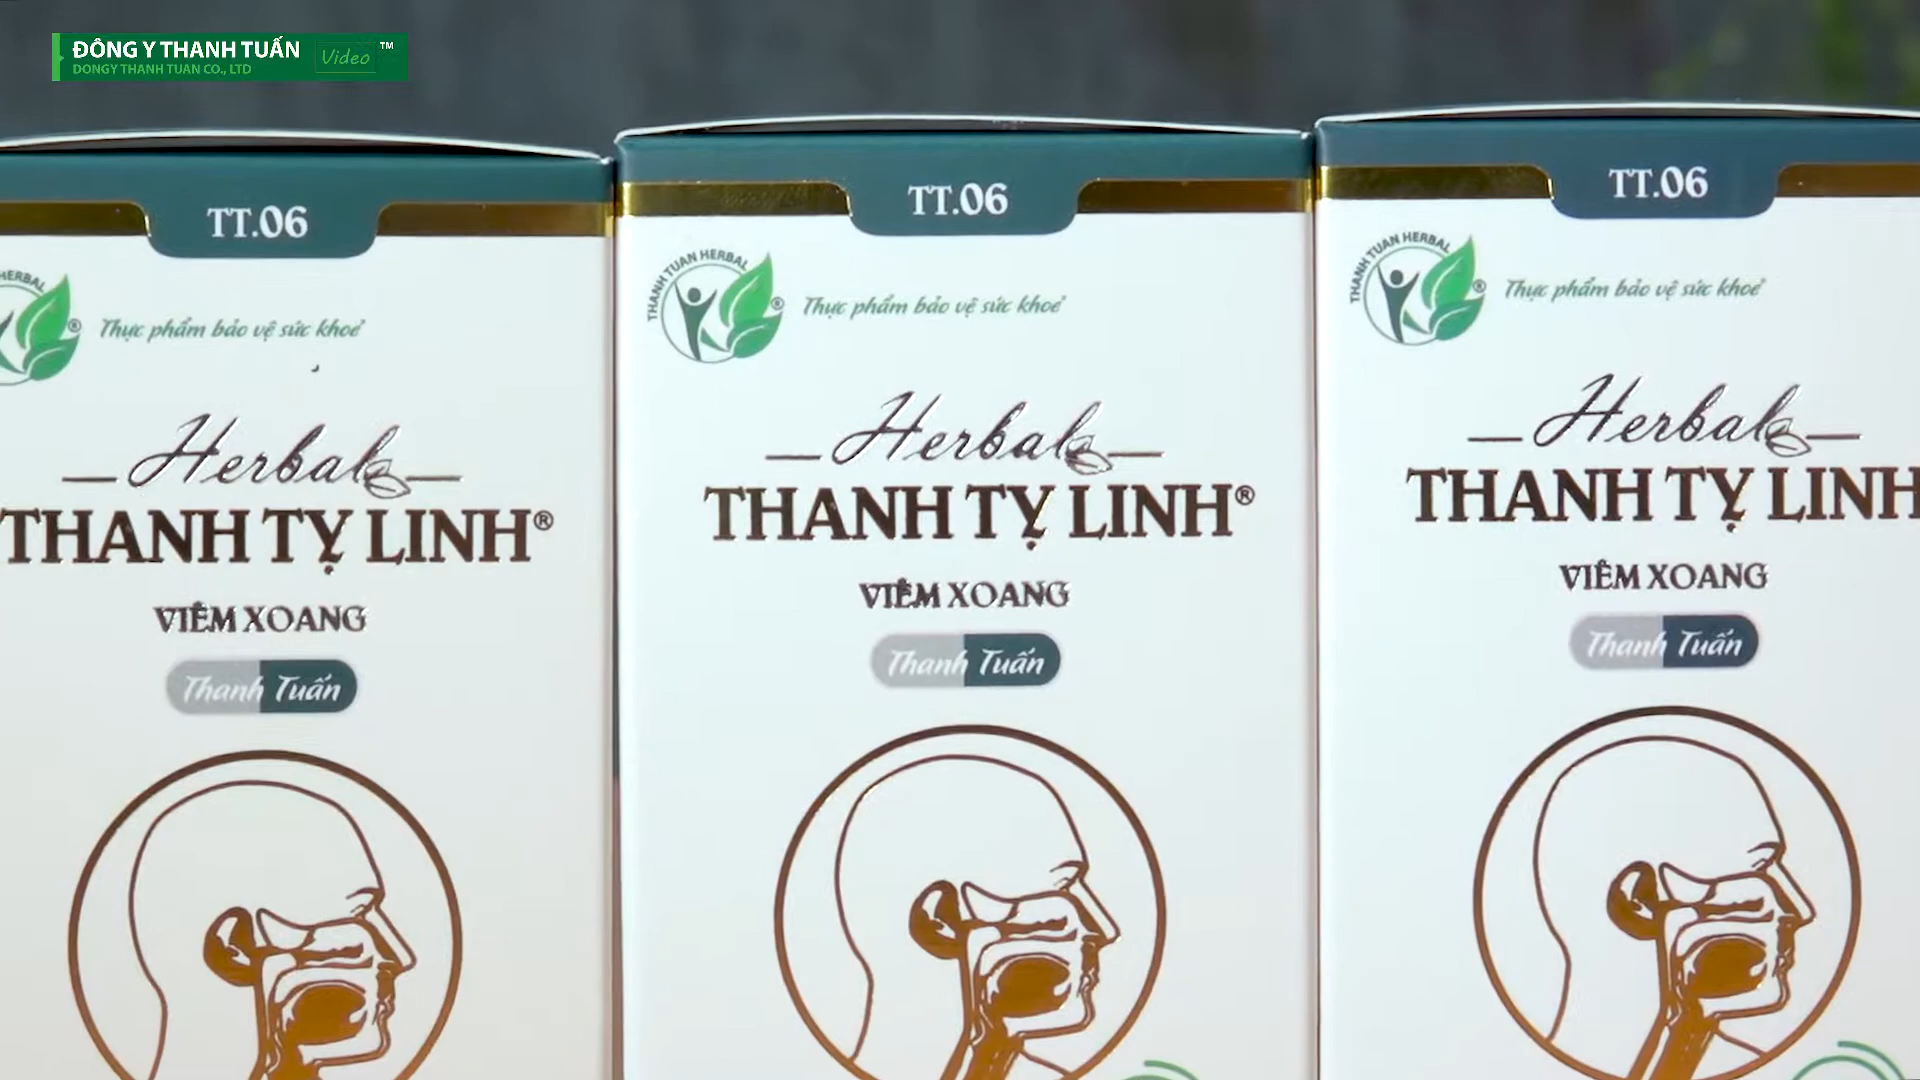 ĐÔNG Y THANH TUẤN Video ™
DONGY THANH TUAN CO., LTD
TT.06
HERBAL ®
Thực phẩm bảo vệ sức khoẻ
Herbal
THANH TỴ LINH®
VIÊM XOANG
Thanh Tuấn
TT.06
THANH TUAN HERBAL ®
Thực phẩm bảo vệ sức khoẻ
Herbal
THANH TỴ LINH®
VIÊM XOANG
Thanh Tuấn
TT.06
THANH TUAN HERBAL ®
Thực phẩm bảo vệ sức khoẻ
Herbal
THANH TỴ LINH
VIÊM XOANG
Thanh Tuấn